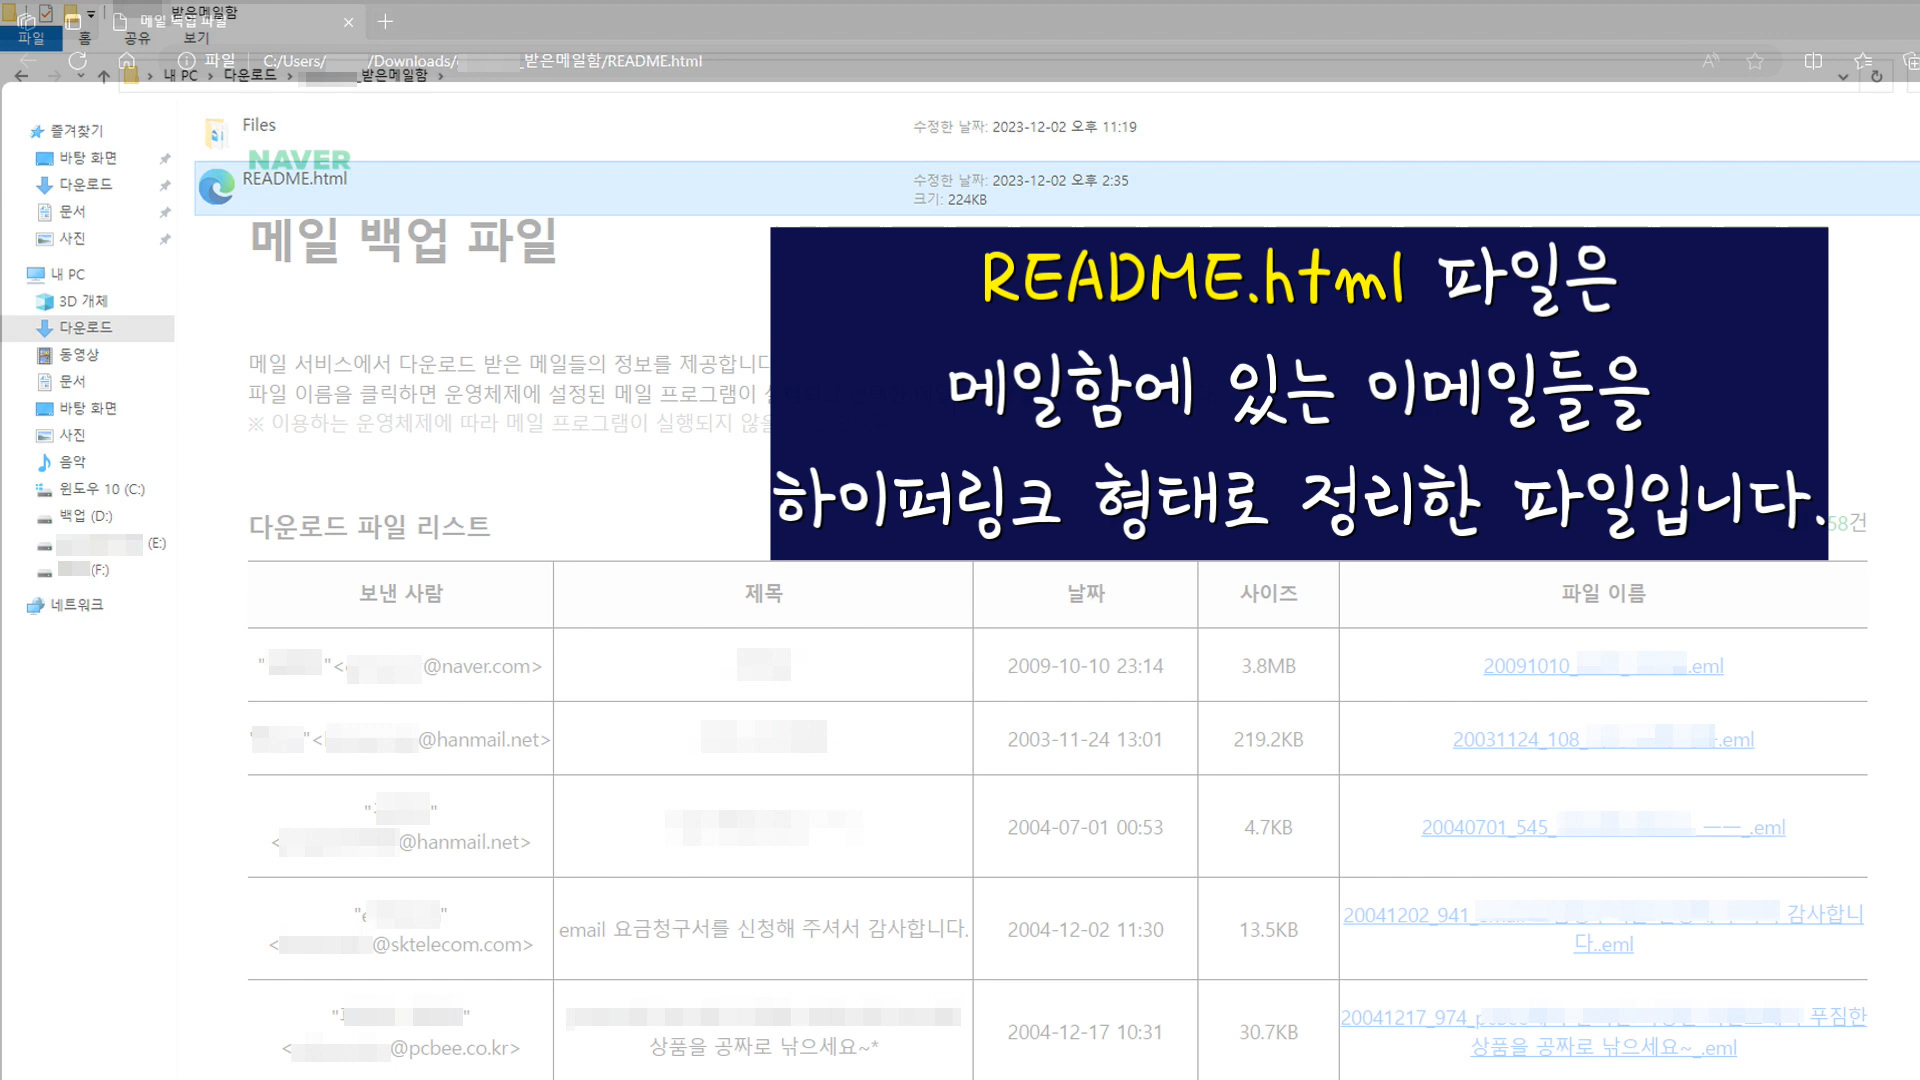 받은메일함
메일 백업 파일
파일
홈
공유
보기
파일
C:/Users/
/Downloads/
_받은메일함/README.html
내 PC
다운로드
_받은메일함
즐겨찾기
바탕 화면
다운로드
문서
사진
내 PC
3D 개체
다운로드
동영상
문서
바탕 화면
사진
음악
윈도우 10 (C:)
백업 (D:)
(E:)
(F:)
네트워크
Files
수정한 날짜: 2023-12-02 오후 11:19
NAVER
README.html
수정한 날짜: 2023-12-02 오후 2:35
크기: 224KB
메일 백업 파일
README.html 파일은
메일함에 있는 이메일들을
하이퍼링크 형태로 정리한 파일입니다.
메일 서비스에서 다운로드 받은 메일들의 정보를 제공합니다
파일 이름을 클릭하면 운영체제에 설정된 메일 프로그램이
※ 이용하는 운영체제에 따라 메일 프로그램이 실행되지 않을
다운로드 파일 리스트
58건
보낸 사람 제목 날짜 사이즈 파일 이름
" "< @naver.com> 2009-10-10 23:14 3.8MB 20091010_ _ .eml
" "< @hanmail.net> 2003-11-24 13:01 219.2KB 20031124_108_ .eml
" "
< @hanmail.net> 2004-07-01 00:53 4.7KB 20040701_545_ _.eml
"e "
< @sktelecom.com> email 요금청구서를 신청해 주셔서 감사합니다. 2004-12-02 11:30 13.5KB 20041202_941_ 감사합니
다..eml
" "
< @pcbee.co.kr> 상품을 공짜로 낚으세요~* 2004-12-17 10:31 30.7KB 20041217_974_ 푸짐한
상품을 공짜로 낚으세요~_.eml